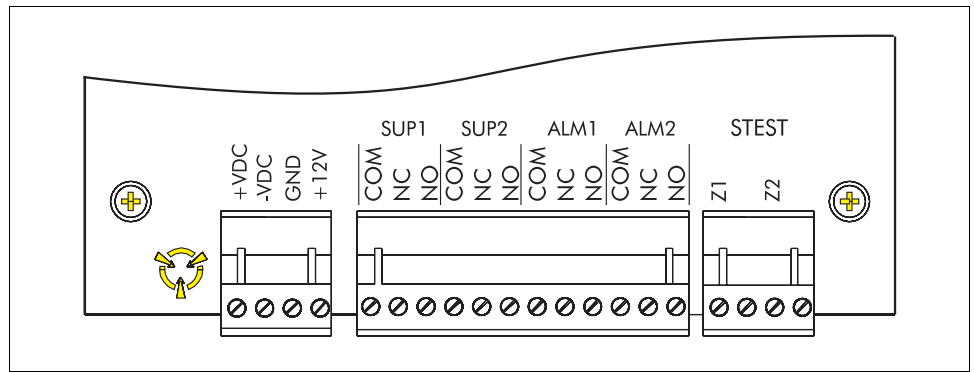 SUP1 SUP2 ALM1 ALM2 STEST
+VDC -VDC GND +12V COM NC NO COM NC NO COM NC NO COM NC NO Z1 Z2